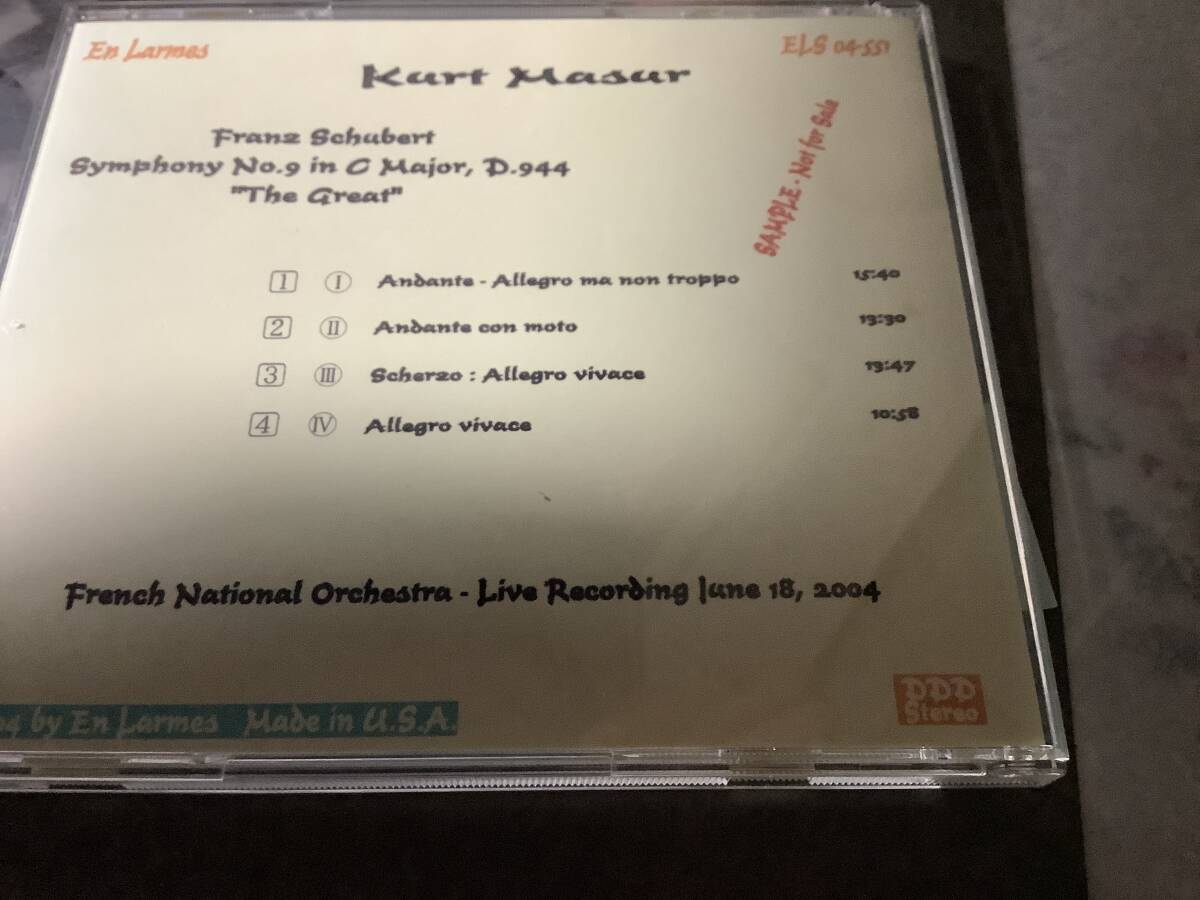 En Larmes
ELS 04-551
Kurt Masur
SAMPLE - Not for Sale
Franz Schubert
Symphony No.9 in C Major, D.944
"The Great"
1 I Andante - Allegro ma non troppo 15:40
2 II Andante con moto 13:30
3 III Scherzo : Allegro vivace 13:47
4 IV Allegro vivace 10:58
French National Orchestra - Live Recording June 18, 2004
by En Larmes Made in U.S.A.
DDD
Stereo